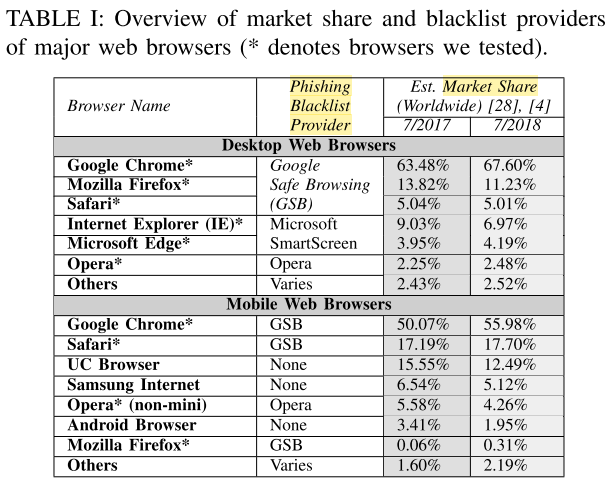 TABLE I: Overview of market share and blacklist providers
of major web browsers (* denotes browsers we tested).
Browser Name Phishing Blacklist Provider Est. Market Share (Worldwide) [28], [4]
7/2017 7/2018
Desktop Web Browsers
Google Chrome* Google 63.48% 67.60%
Mozilla Firefox* Safe Browsing 13.82% 11.23%
Safari* (GSB) 5.04% 5.01%
Internet Explorer (IE)* Microsoft 9.03% 6.97%
Microsoft Edge* SmartScreen 3.95% 4.19%
Opera* Opera 2.25% 2.48%
Others Varies 2.43% 2.52%
Mobile Web Browsers
Google Chrome* GSB 50.07% 55.98%
Safari* GSB 17.19% 17.70%
UC Browser None 15.55% 12.49%
Samsung Internet None 6.54% 5.12%
Opera* (non-mini) Opera 5.58% 4.26%
Android Browser None 3.41% 1.95%
Mozilla Firefox* GSB 0.06% 0.31%
Others Varies 1.60% 2.19%